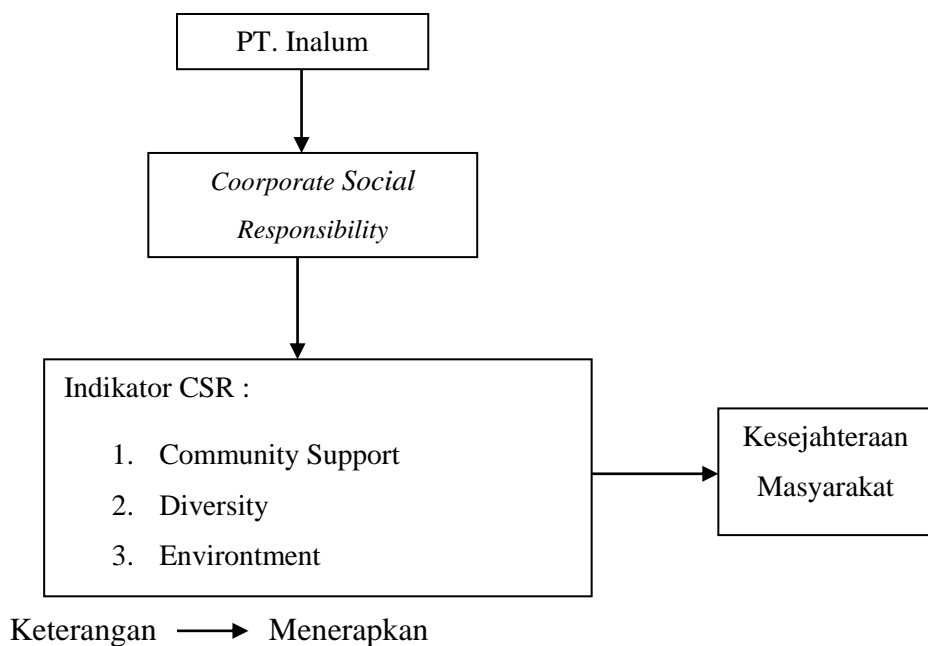 PT. Inalum
Coorporate Social
Responsibility
Indikator CSR :
1. Community Support
2. Diversity
3. Environtment
Kesejahteraan
Masyarakat
Keterangan Menerapkan